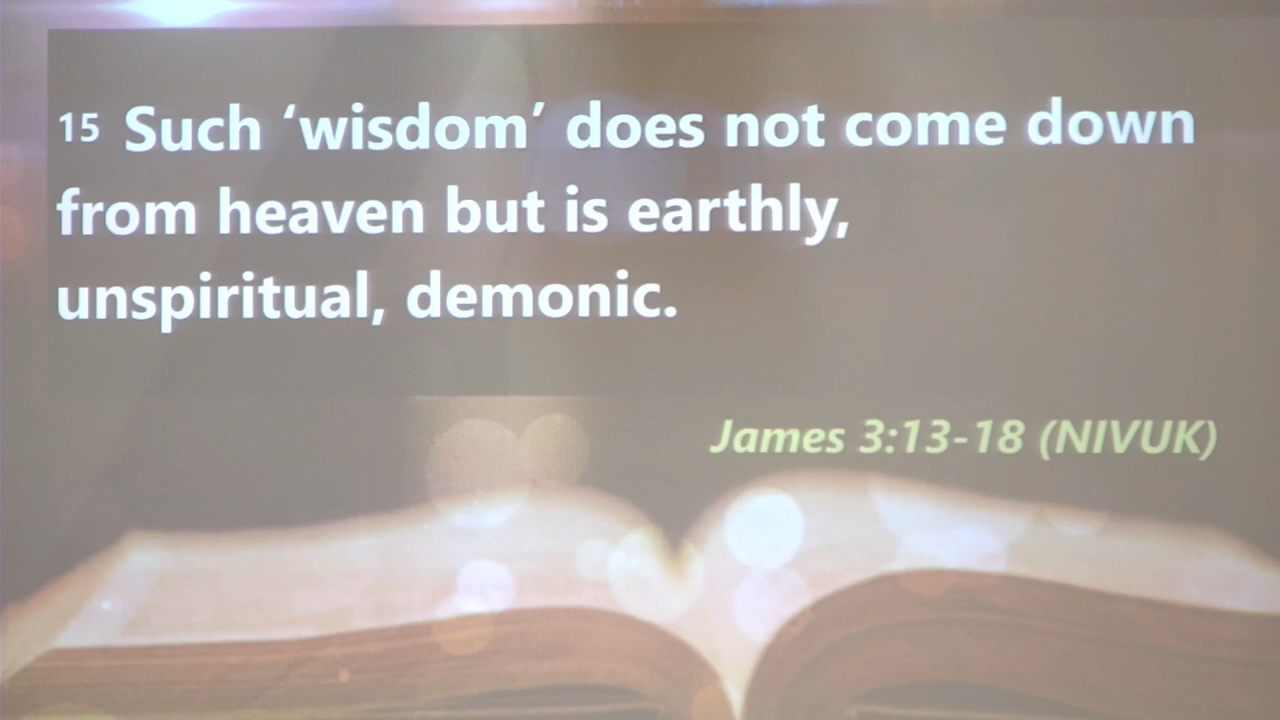 15 Such ‘wisdom’ does not come down
from heaven but is earthly,
unspiritual, demonic.
James 3:13-18 (NIVUK)